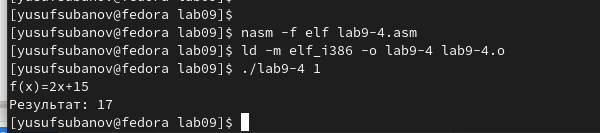 [yusufsubanov@fedora lab09]$
[yusufsubanov@fedora lab09]$ nasm -f elf lab9-4.asm
[yusufsubanov@fedora lab09]$ ld -m elf_i386 -o lab9-4 lab9-4.o
[yusufsubanov@fedora lab09]$ ./lab9-4 1
f(x)=2x+15
Результат: 17
[yusufsubanov@fedora lab09]$